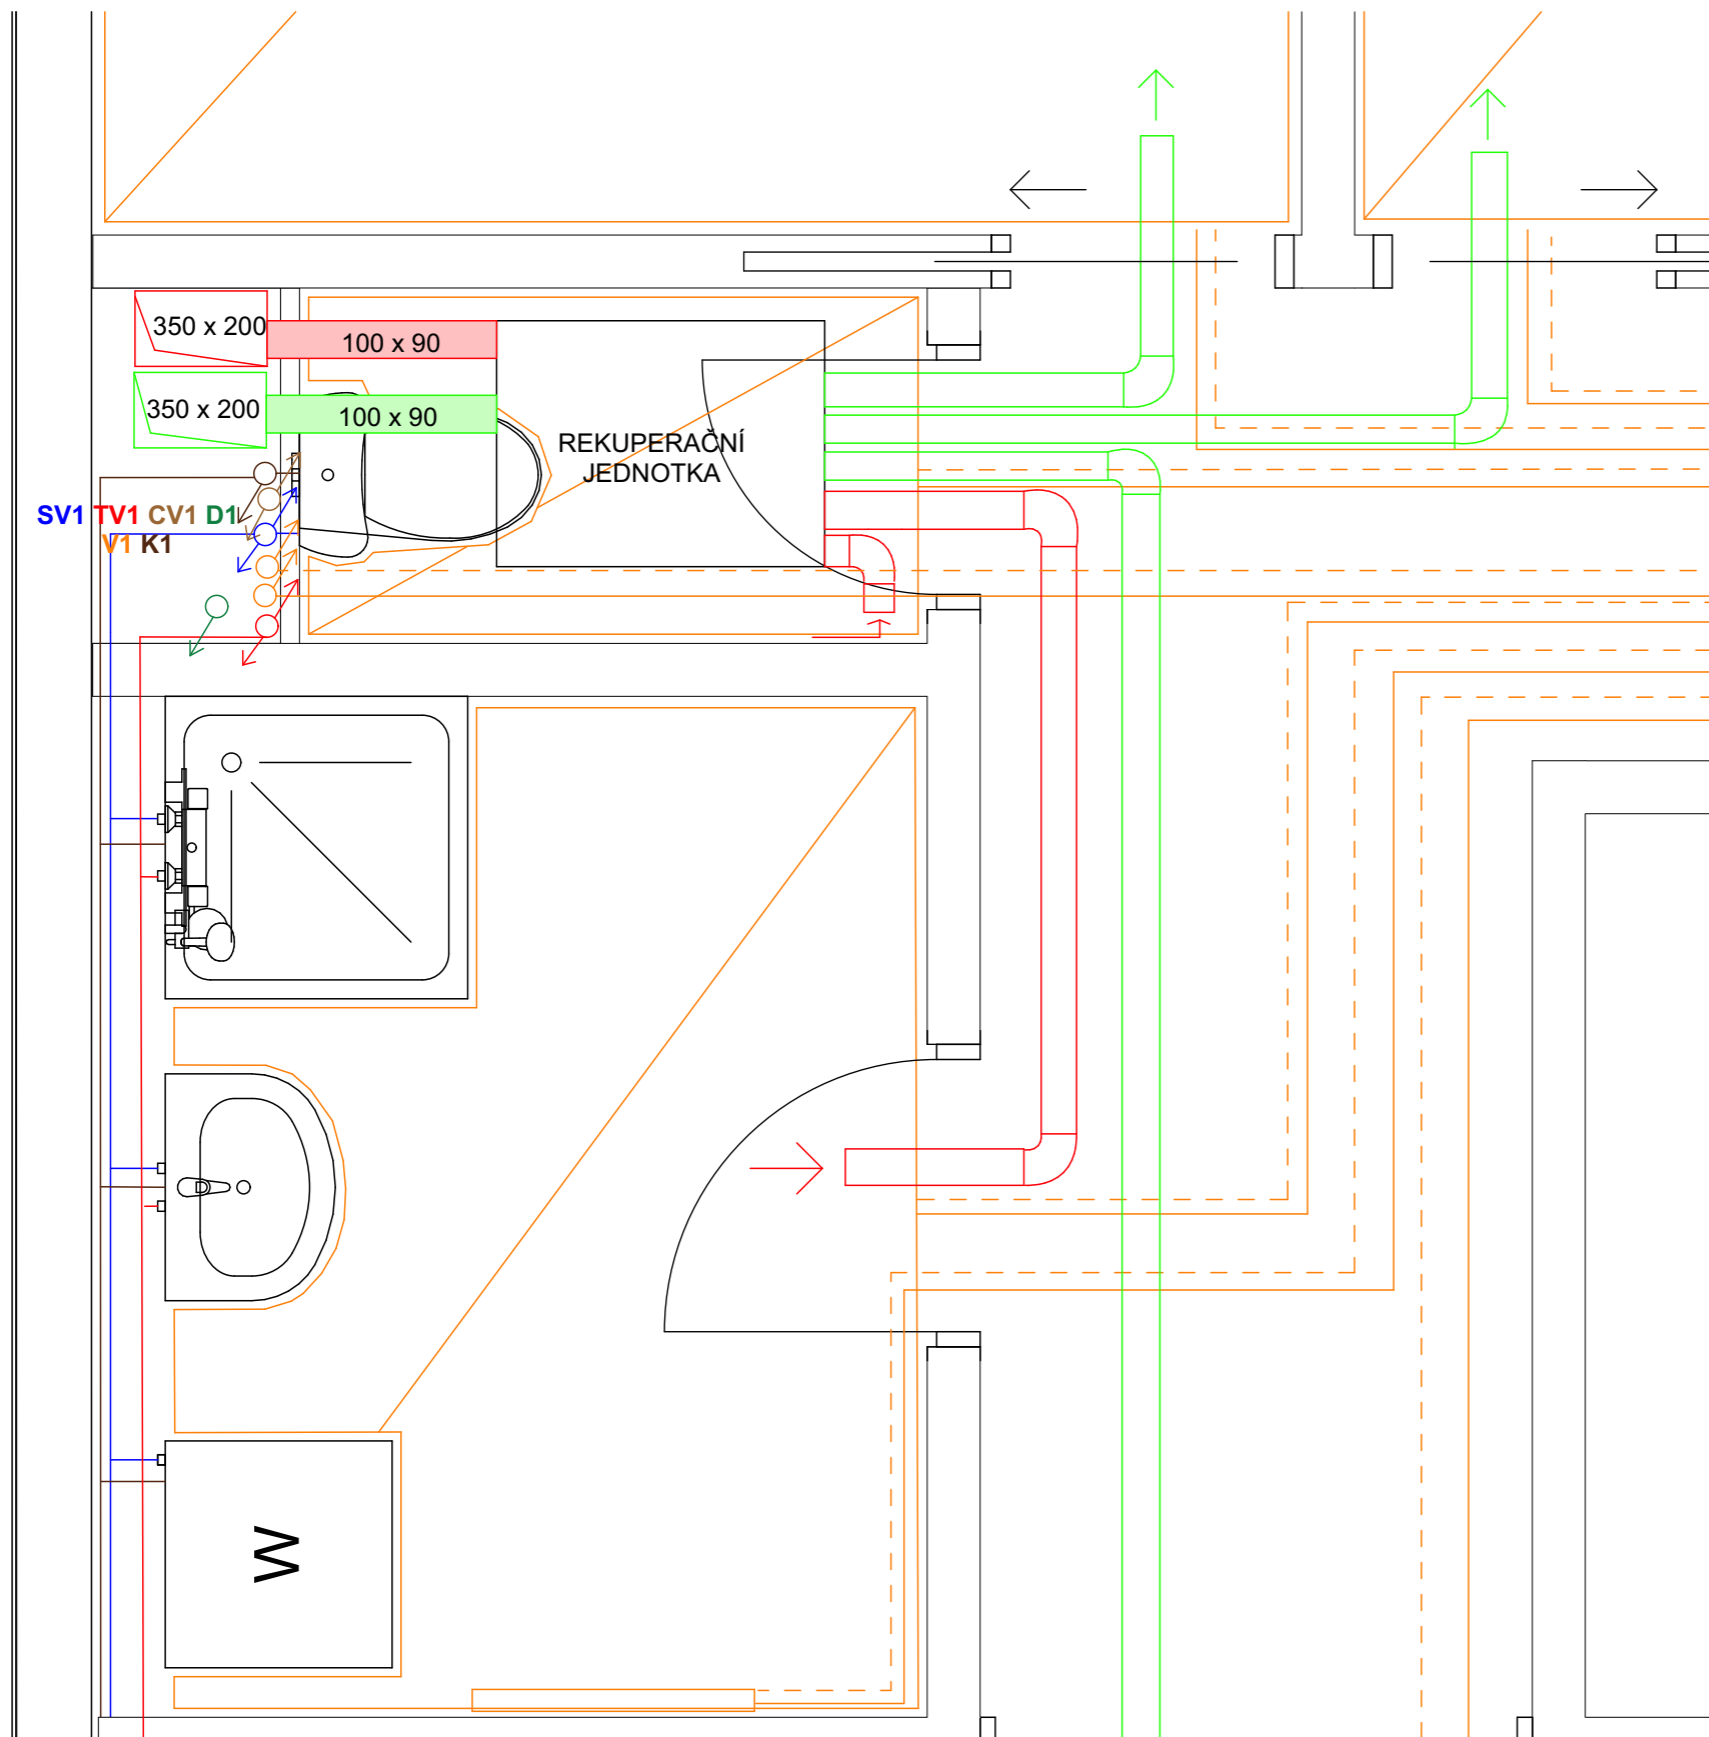 350 x 200
100 x 90
350 x 200
100 x 90
REKUPERAČNÍ
JEDNOTKA
SV1 TV1 CV1 D1
V1 K1
W